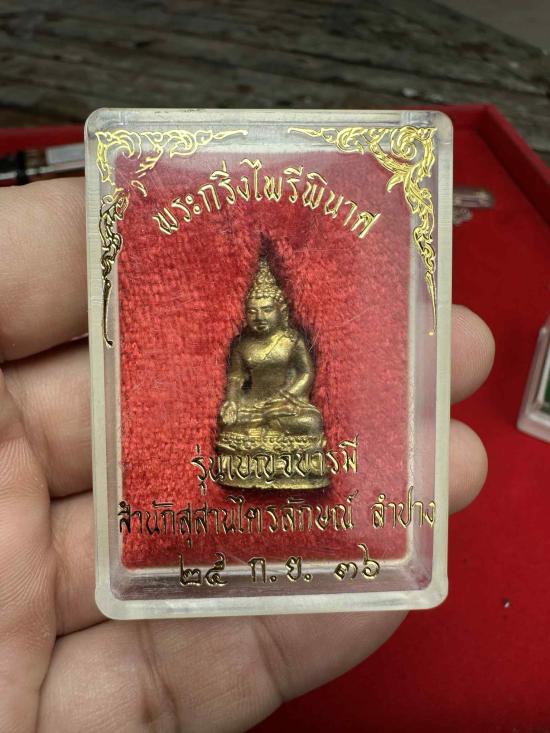 พระกริ่งไพรีพินาศ
รุ่นเบญจบารมี
สำนักสุสานไตรลักษณ์ ลำปาง
๒๕ ก.ย. ๓๖